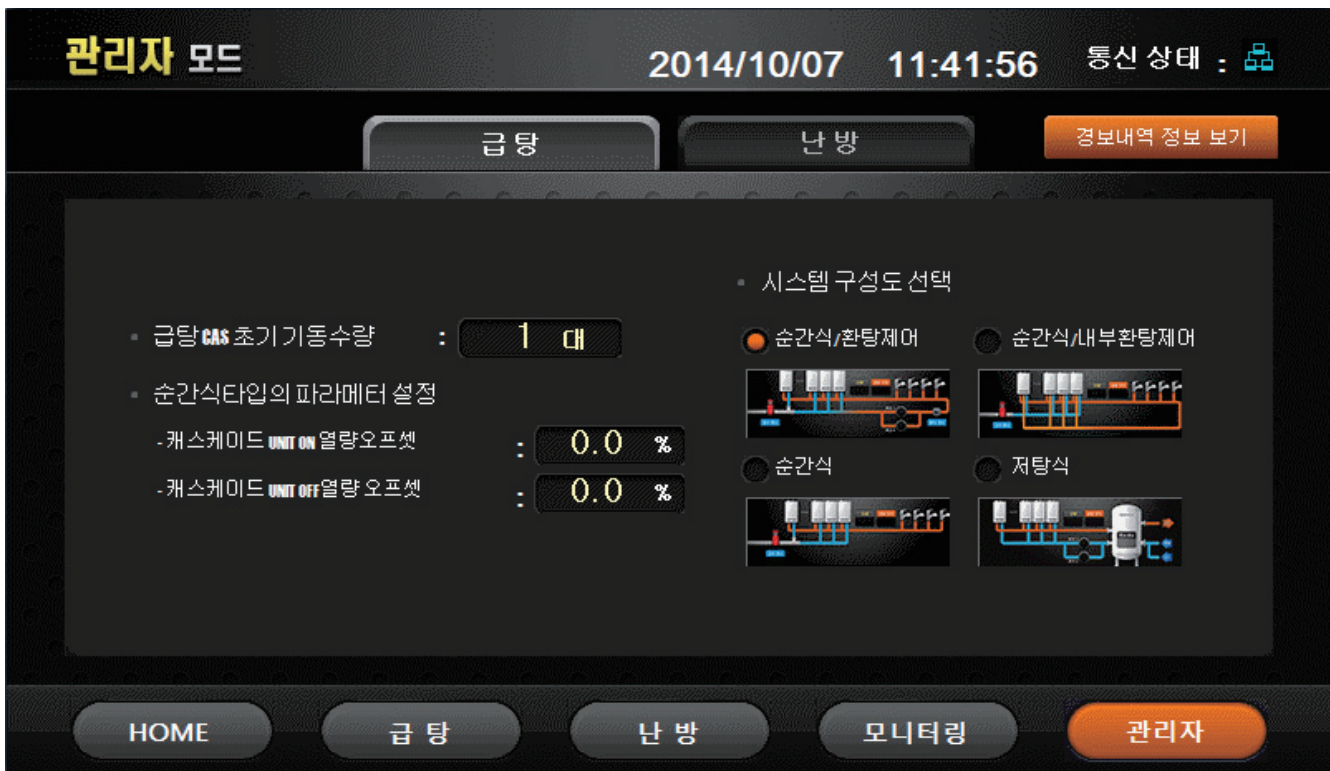 관리자 모드
2014/10/07 11:41:56 통신 상태 :
급 탕
난 방
경보내역 정보 보기
시스템 구성도 선택
급탕 CAS 초기 기동수량 : 1 대
순간식타입의 파라메터 설정
-캐스케이드 UNIT ON 열량오프셋 : 0.0 %
-캐스케이드 UNIT OFF열량 오프셋 : 0.0 %
순간식/환탕제어
순간식/내부환탕제어
순간식
저탕식
HOME
급 탕
난 방
모니터링
관리자